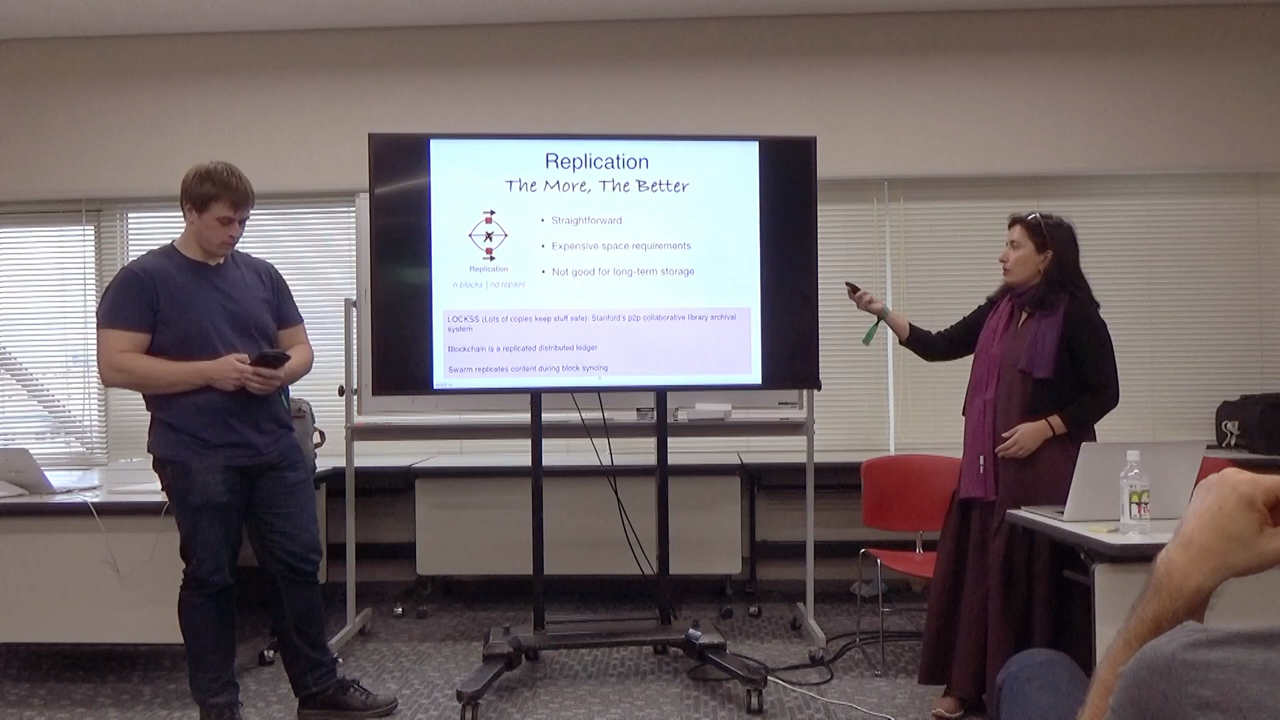 Replication
The More, The Better
• Straightforward
• Expensive space requirements
• Not good for long-term storage
Replication
n blocks | no repairs
LOCKSS (Lots of copies keep stuff safe): Stanford's p2p collaborative library archival
system
Blockchain is a replicated distributed ledger
Swarm replicates content during block syncing